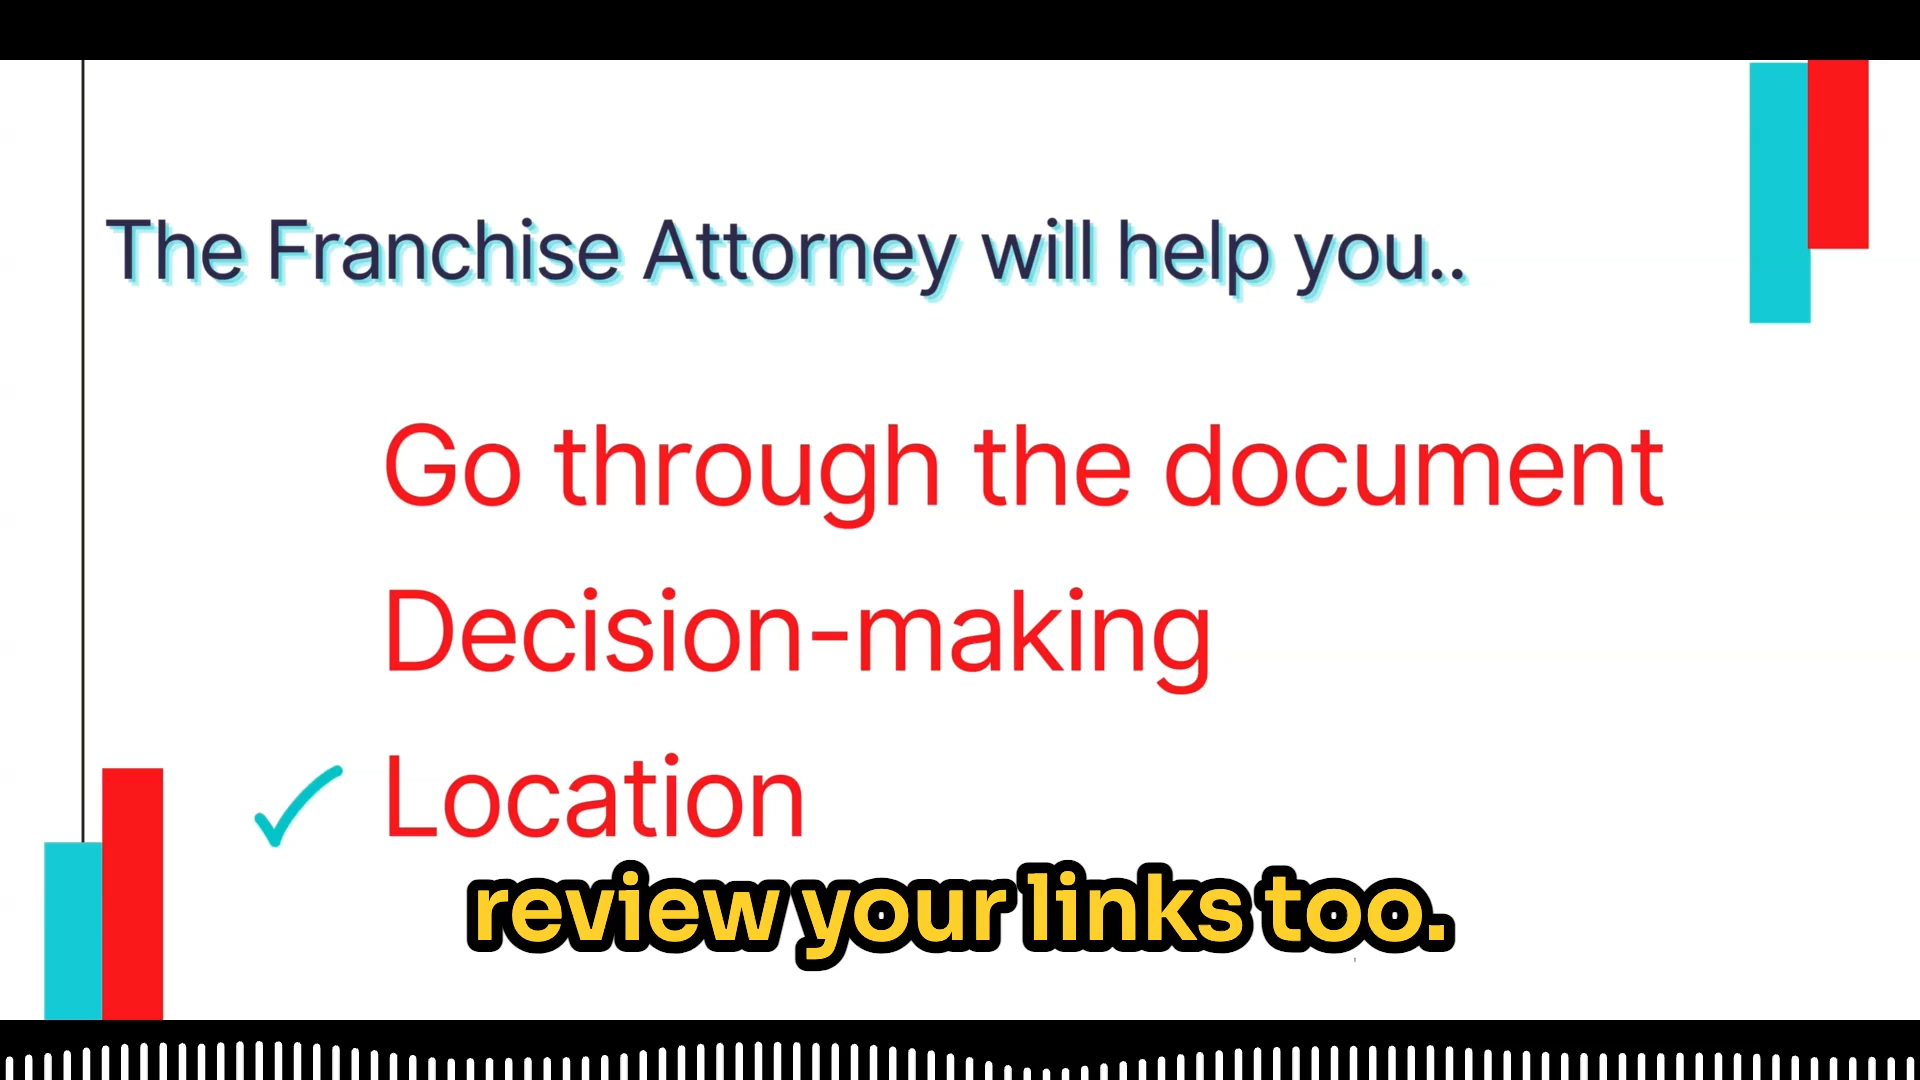 The Franchise Attorney will help you..
Go through the document
Decision-making
Location
review your links too.